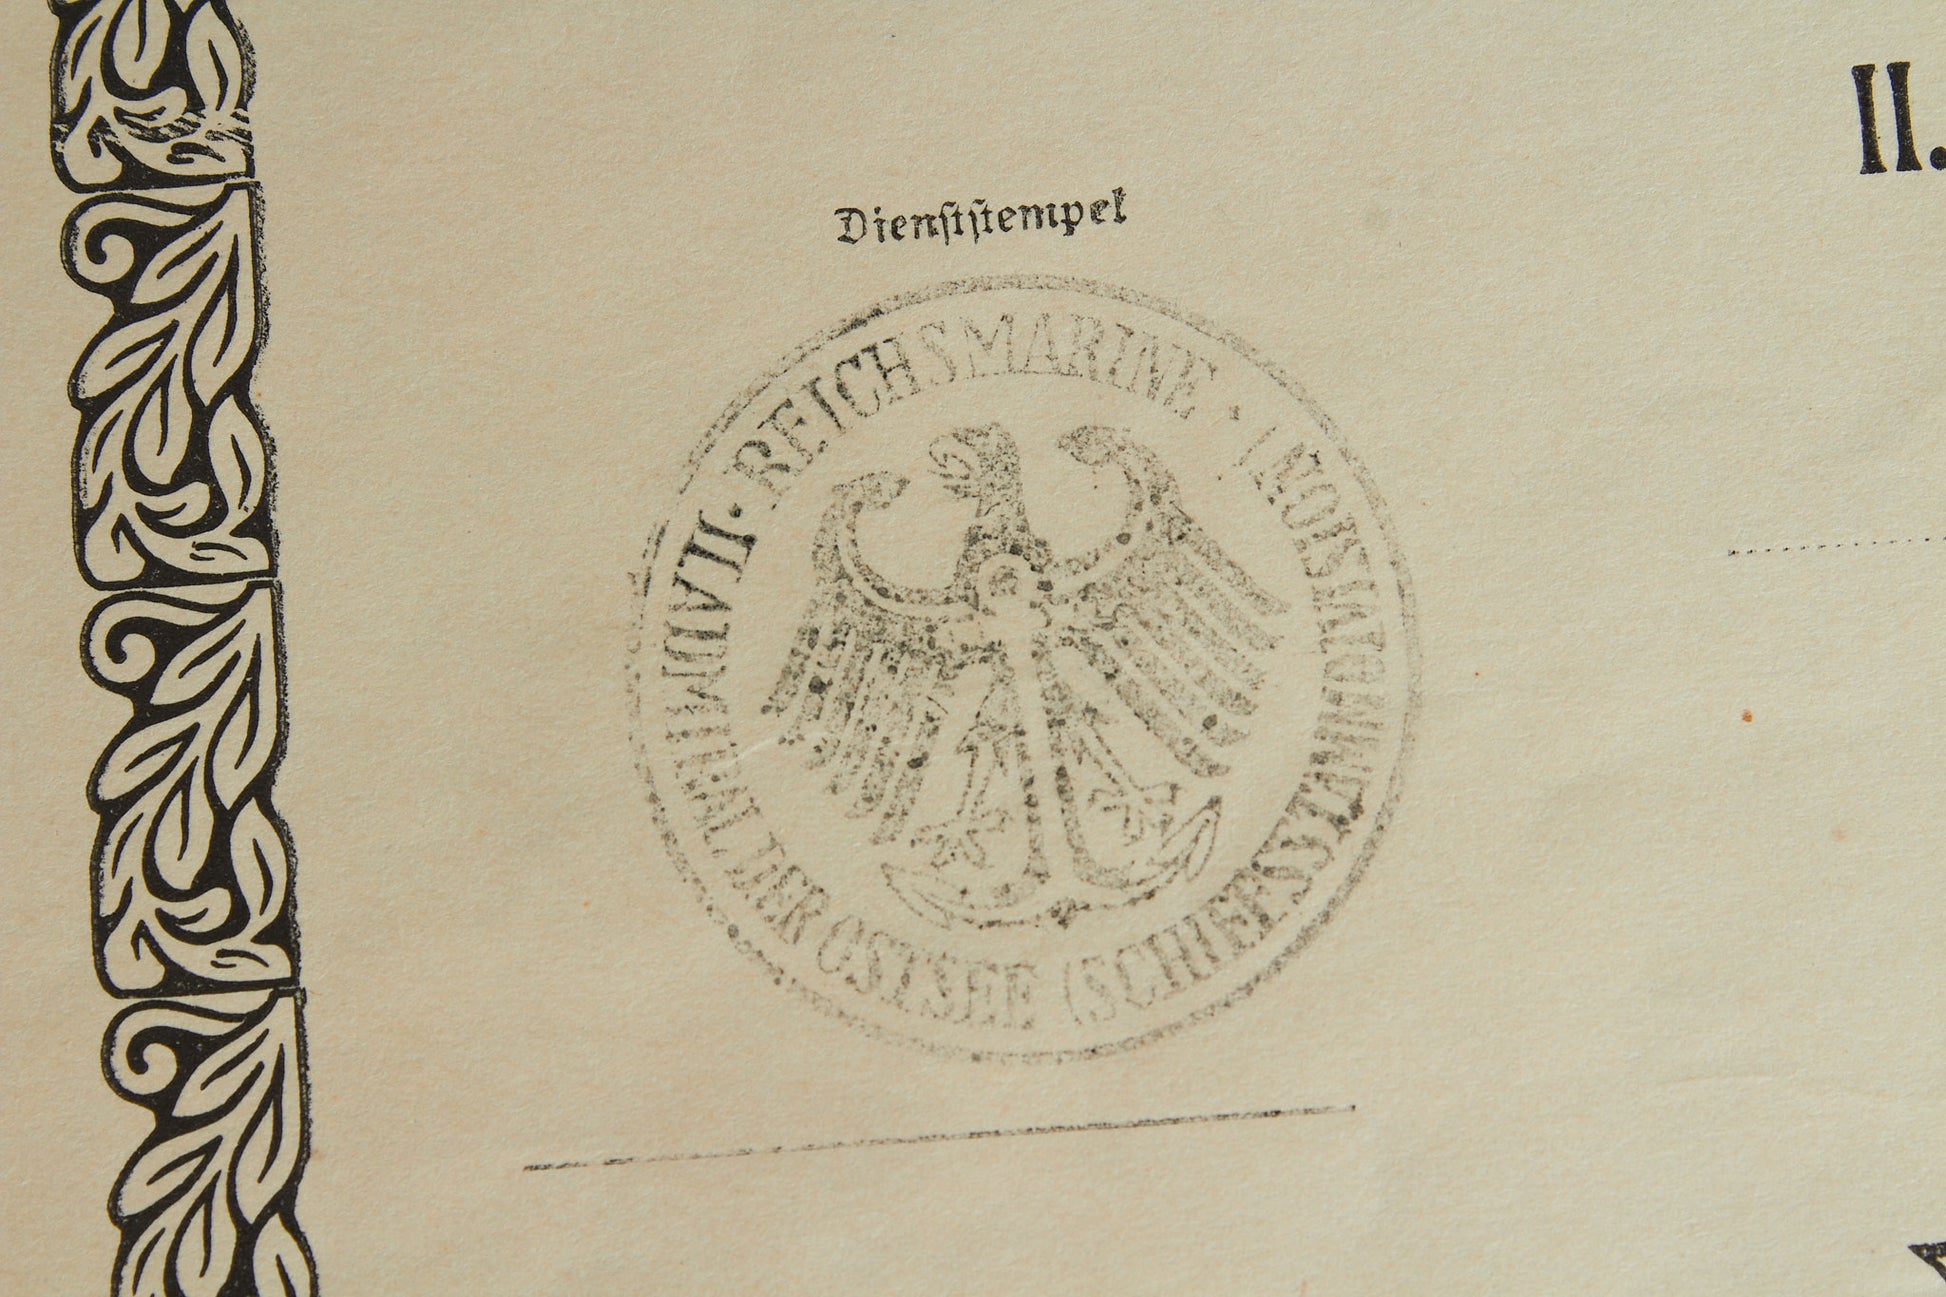 II.
Dienſtſtempel
REICHSMARINE · II. ADMIRAL DER OSTSEE (SCHIFFSSTAMMDIVISION) ·